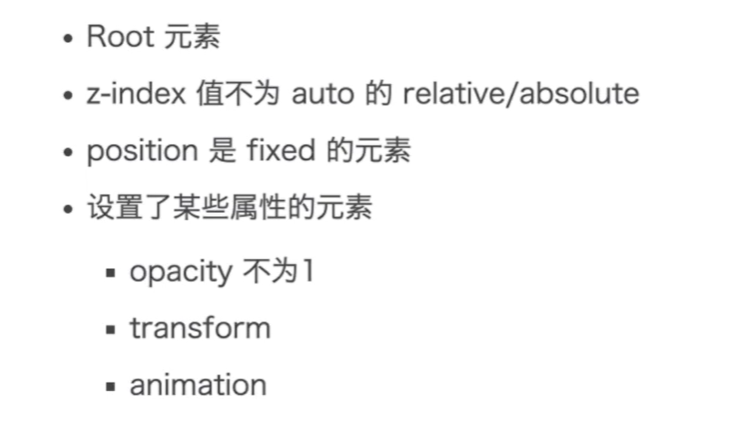 Root 元素
z-index 值不为 auto 的 relative/absolute
position 是 fixed 的元素
设置了某些属性的元素
opacity 不为1
transform
animation